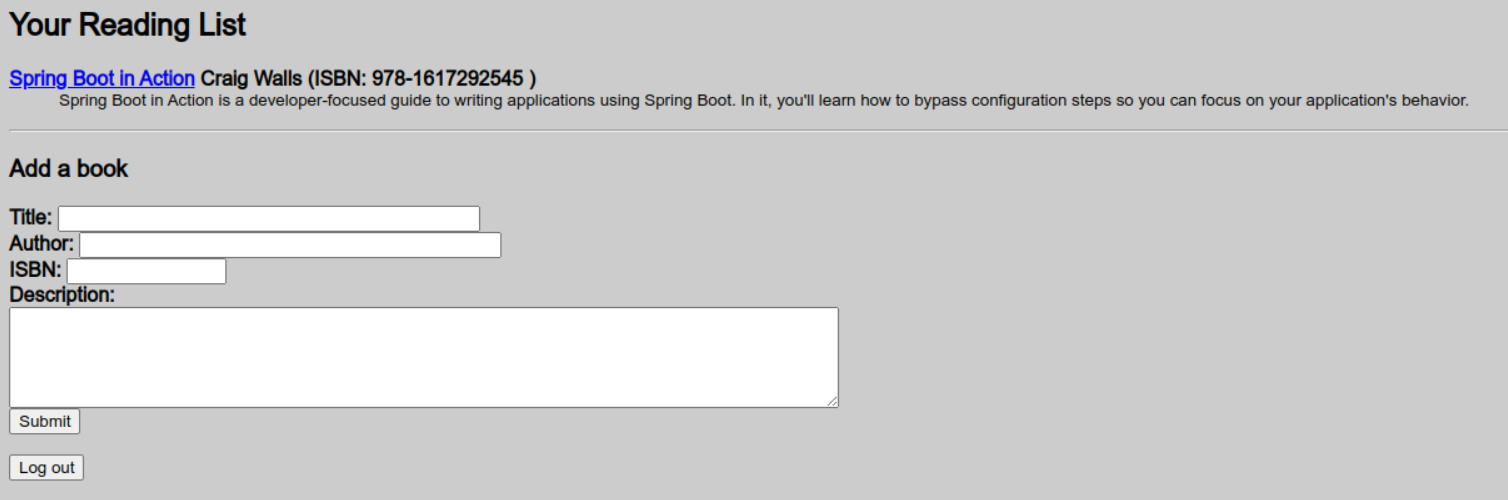 Your Reading List
Spring Boot in Action Craig Walls (ISBN: 978-1617292545 )
Spring Boot in Action is a developer-focused guide to writing applications using Spring Boot. In it, you'll learn how to bypass configuration steps so you can focus on your application's behavior.
Add a book
Title:
Author:
ISBN:
Description:
Submit
Log out